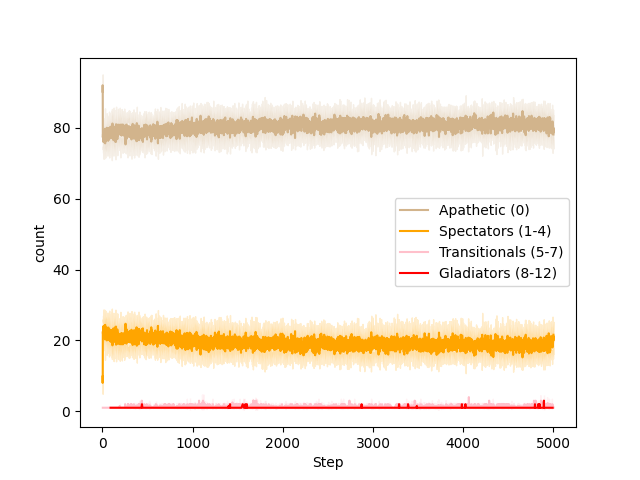 80
60
40
20
0
count
Apathetic (0)
Spectators (1-4)
Transitionals (5-7)
Gladiators (8-12)
0 1000 2000 3000 4000 5000
Step